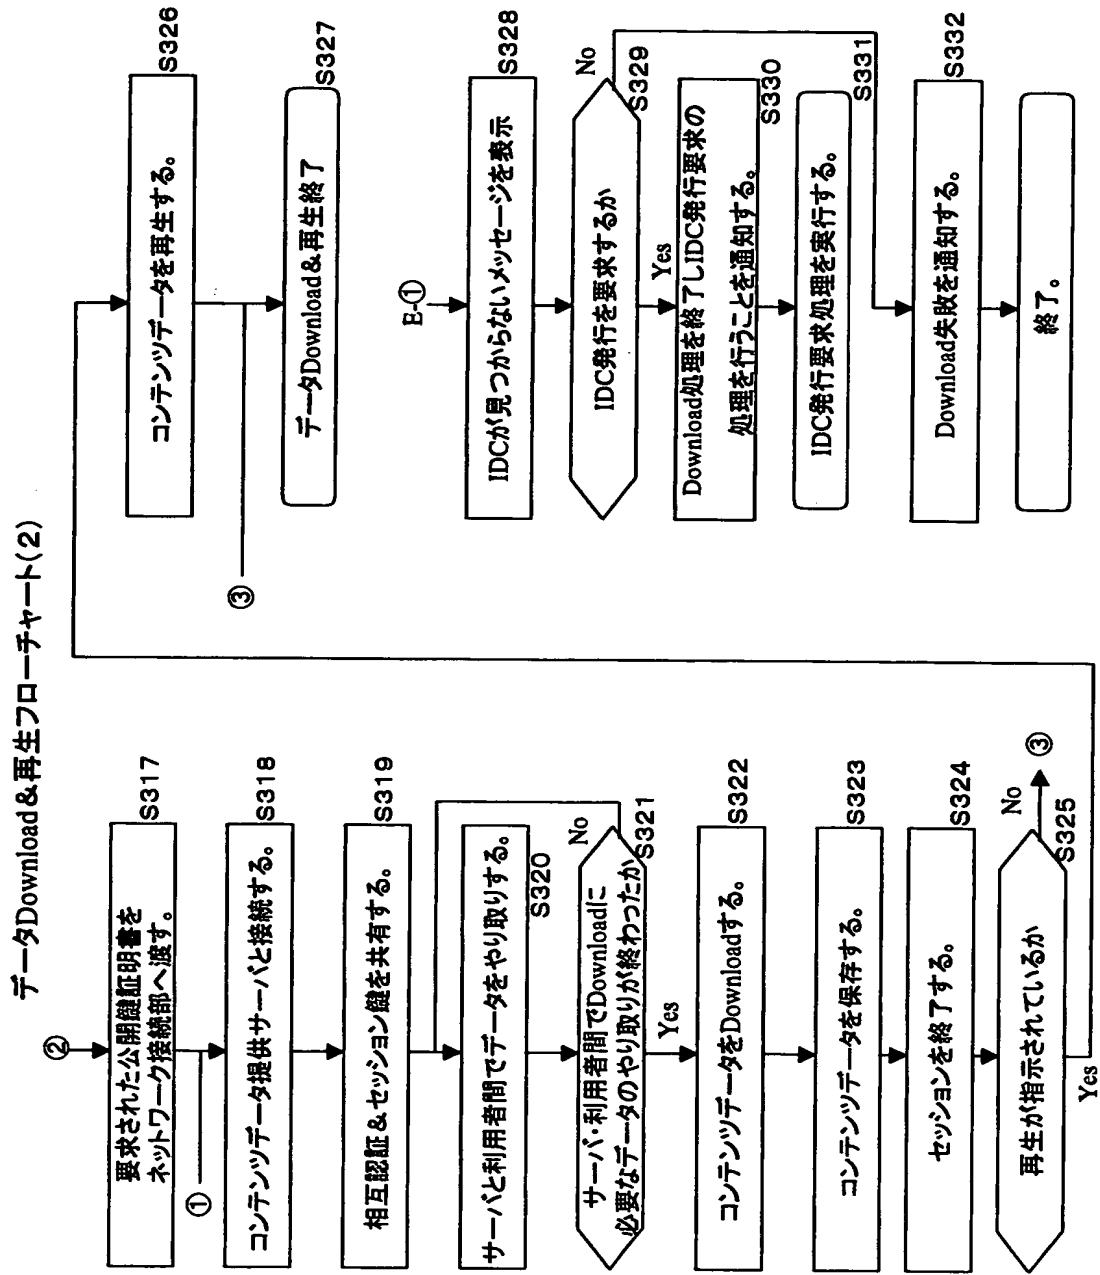 データDownload&再生フローチャート(2)
②
要求された公開鍵証明書を
ネットワーク接続部へ渡す。
S317
①
コンテンツデータ提供サーバと接続する。
S318
相互認証&セッション鍵を共有する。
S319
サーバと利用者間でデータをやり取りする。
S320
サーバ・利用者間でDownloadに
必要なデータのやり取りが終わったか
No
S321
Yes
コンテンツデータをDownloadする。
S322
コンテンツデータを保存する。
S323
セッションを終了する。
S324
再生が指示されているか
No
③
S325
Yes
コンテンツデータを再生する。
S326
③
データDownload&再生終了
S327
E-①
IDCが見つからないメッセージを表示
S328
IDC発行を要求するか
No
S329
Yes
Download処理を終了しIDC発行要求の
処理を行うことを通知する。
S330
IDC発行要求処理を実行する。
S331
Download失敗を通知する。
S332
終了。